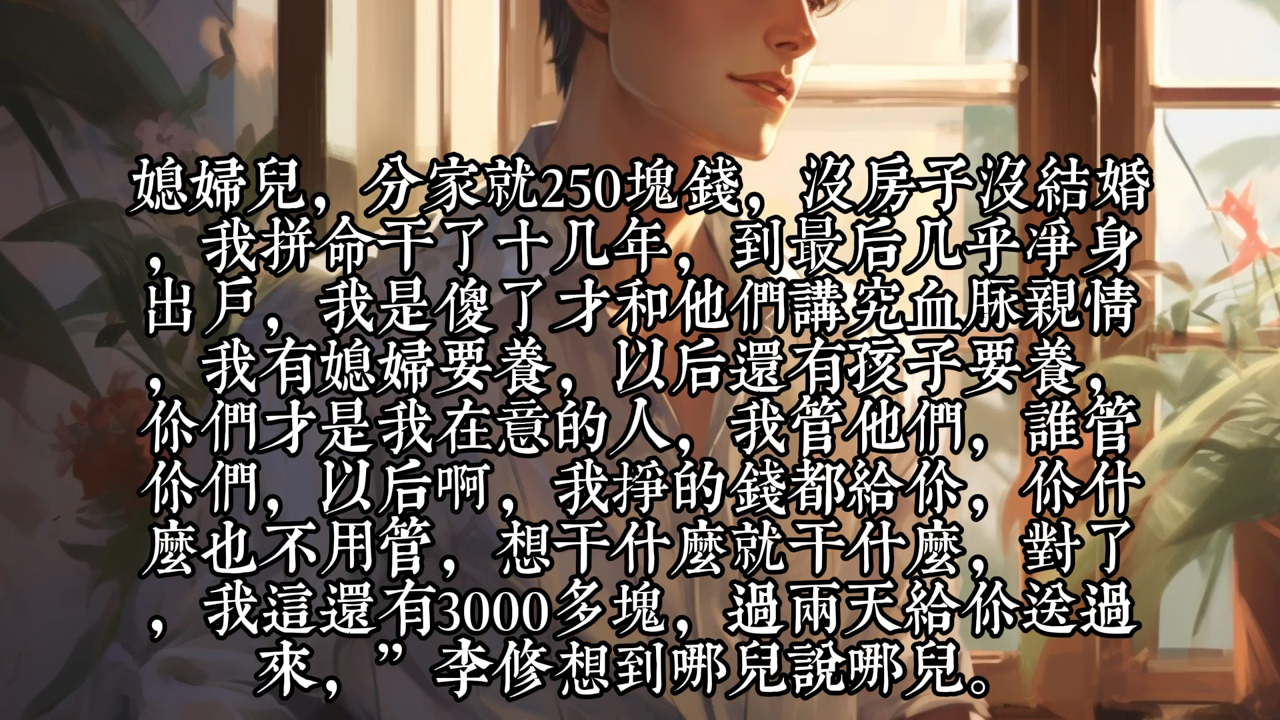 媳婦兒，分家就250塊錢，沒房子沒結婚
，我拼命干了十几年，到最后几乎凈身
出戶，我是傻了才和他們講究血脉親情
，我有媳婦要養，以后還有孩子要養，
伱們才是我在意的人，我管他們，誰管
伱們，以后啊，我掙的錢都給伱，伱什
麼也不用管，想干什麼就干什麼，對了
，我這還有3000多塊，過兩天給伱送過
來，”李修想到哪兒說哪兒。